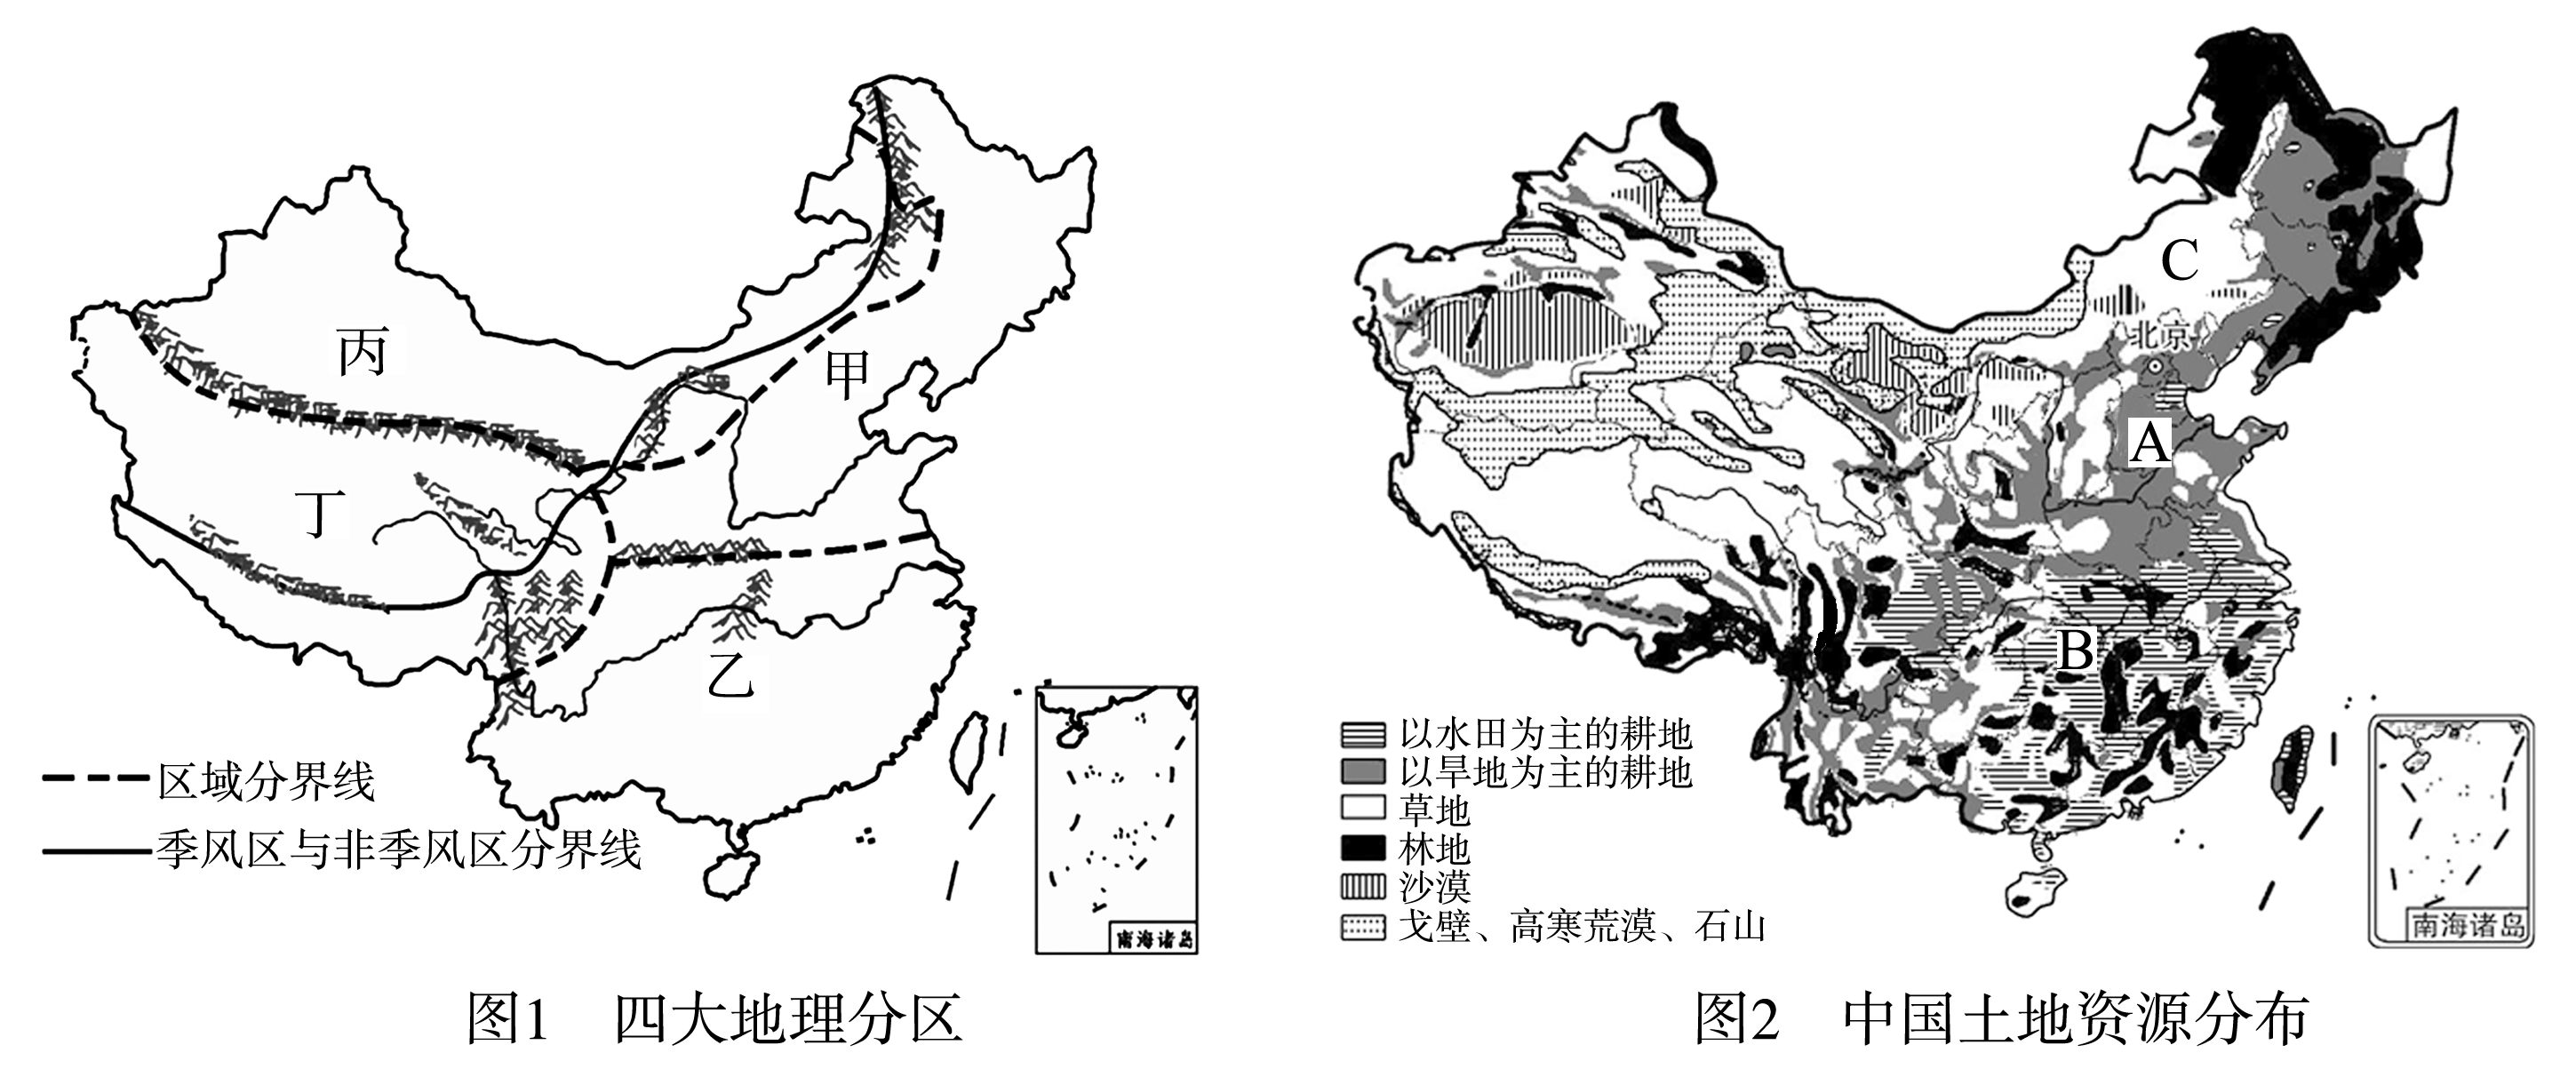 丙
甲
丁
乙
区域分界线
季风区与非季风区分界线
南海诸岛
图1 四大地理分区
C
北京
A
B
以水田为主的耕地
以旱地为主的耕地
草地
林地
沙漠
戈壁、高寒荒漠、石山
南海诸岛
图2 中国土地资源分布